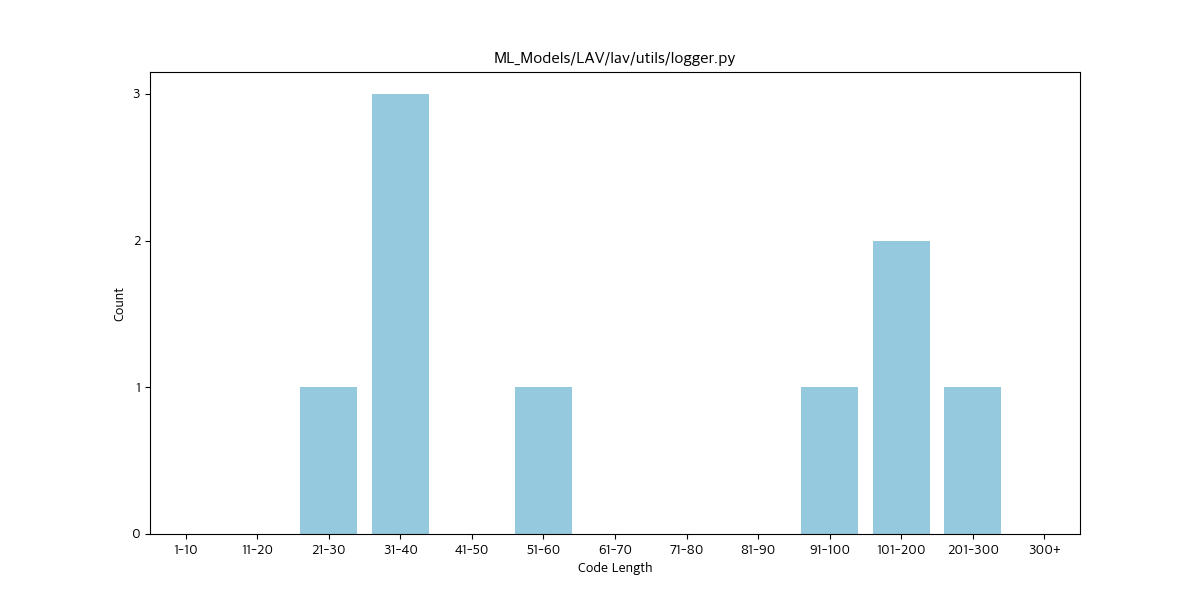 ML_Models/LAV/lav/utils/logger.py
3
2
1
0
Count
1-10 11-20 21-30 31-40 41-50 51-60 61-70 71-80 81-90 91-100 101-200 201-300 300+
Code Length